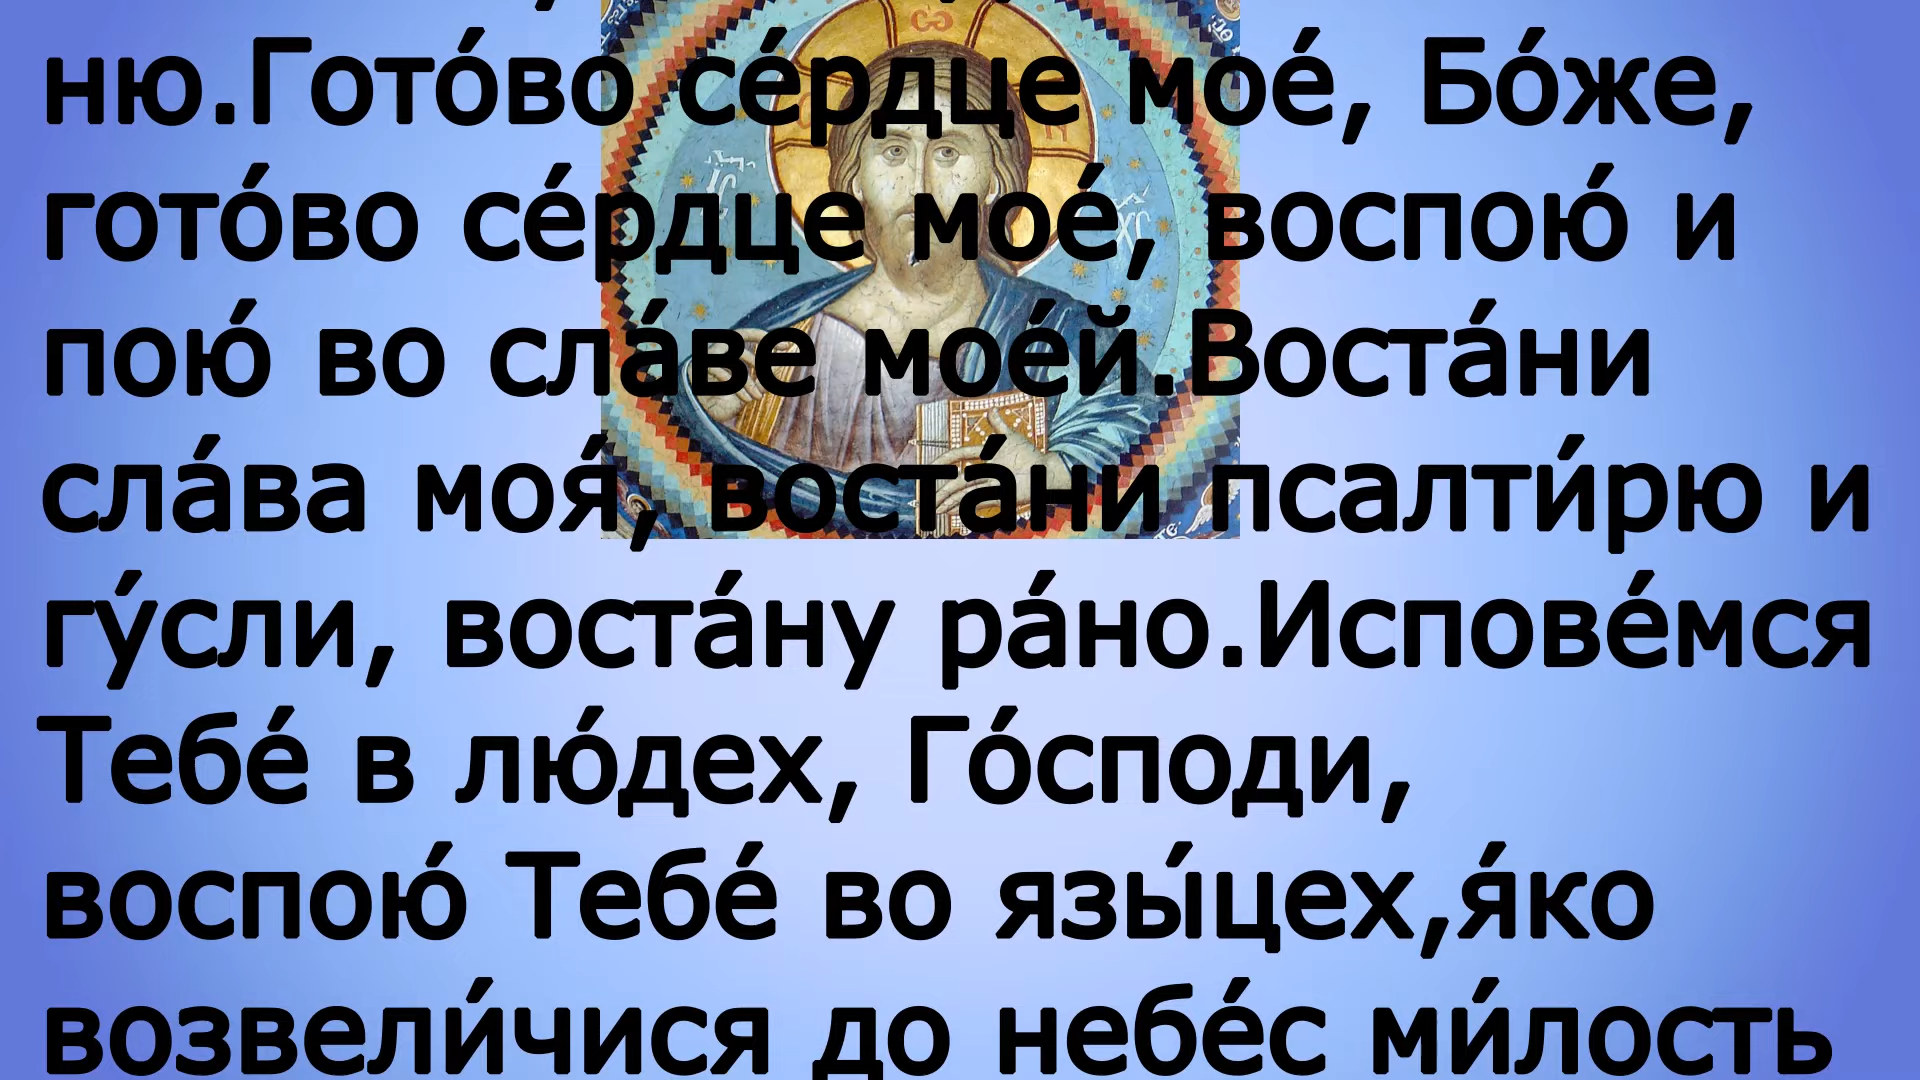 ню.Гото́во се́рдце мое́, Бо́же,
гото́во се́рдце мое́, воспою́ и
пою́ во сла́ве мое́й.Воста́ни
сла́ва моя́, воста́ни псалти́рю и
гу́сли, воста́ну ра́но.Испове́мся
Тебе́ в лю́дех, Го́споди,
воспою́ Тебе́ во язы́цех,я́ко
возвели́чися до небе́с ми́лость